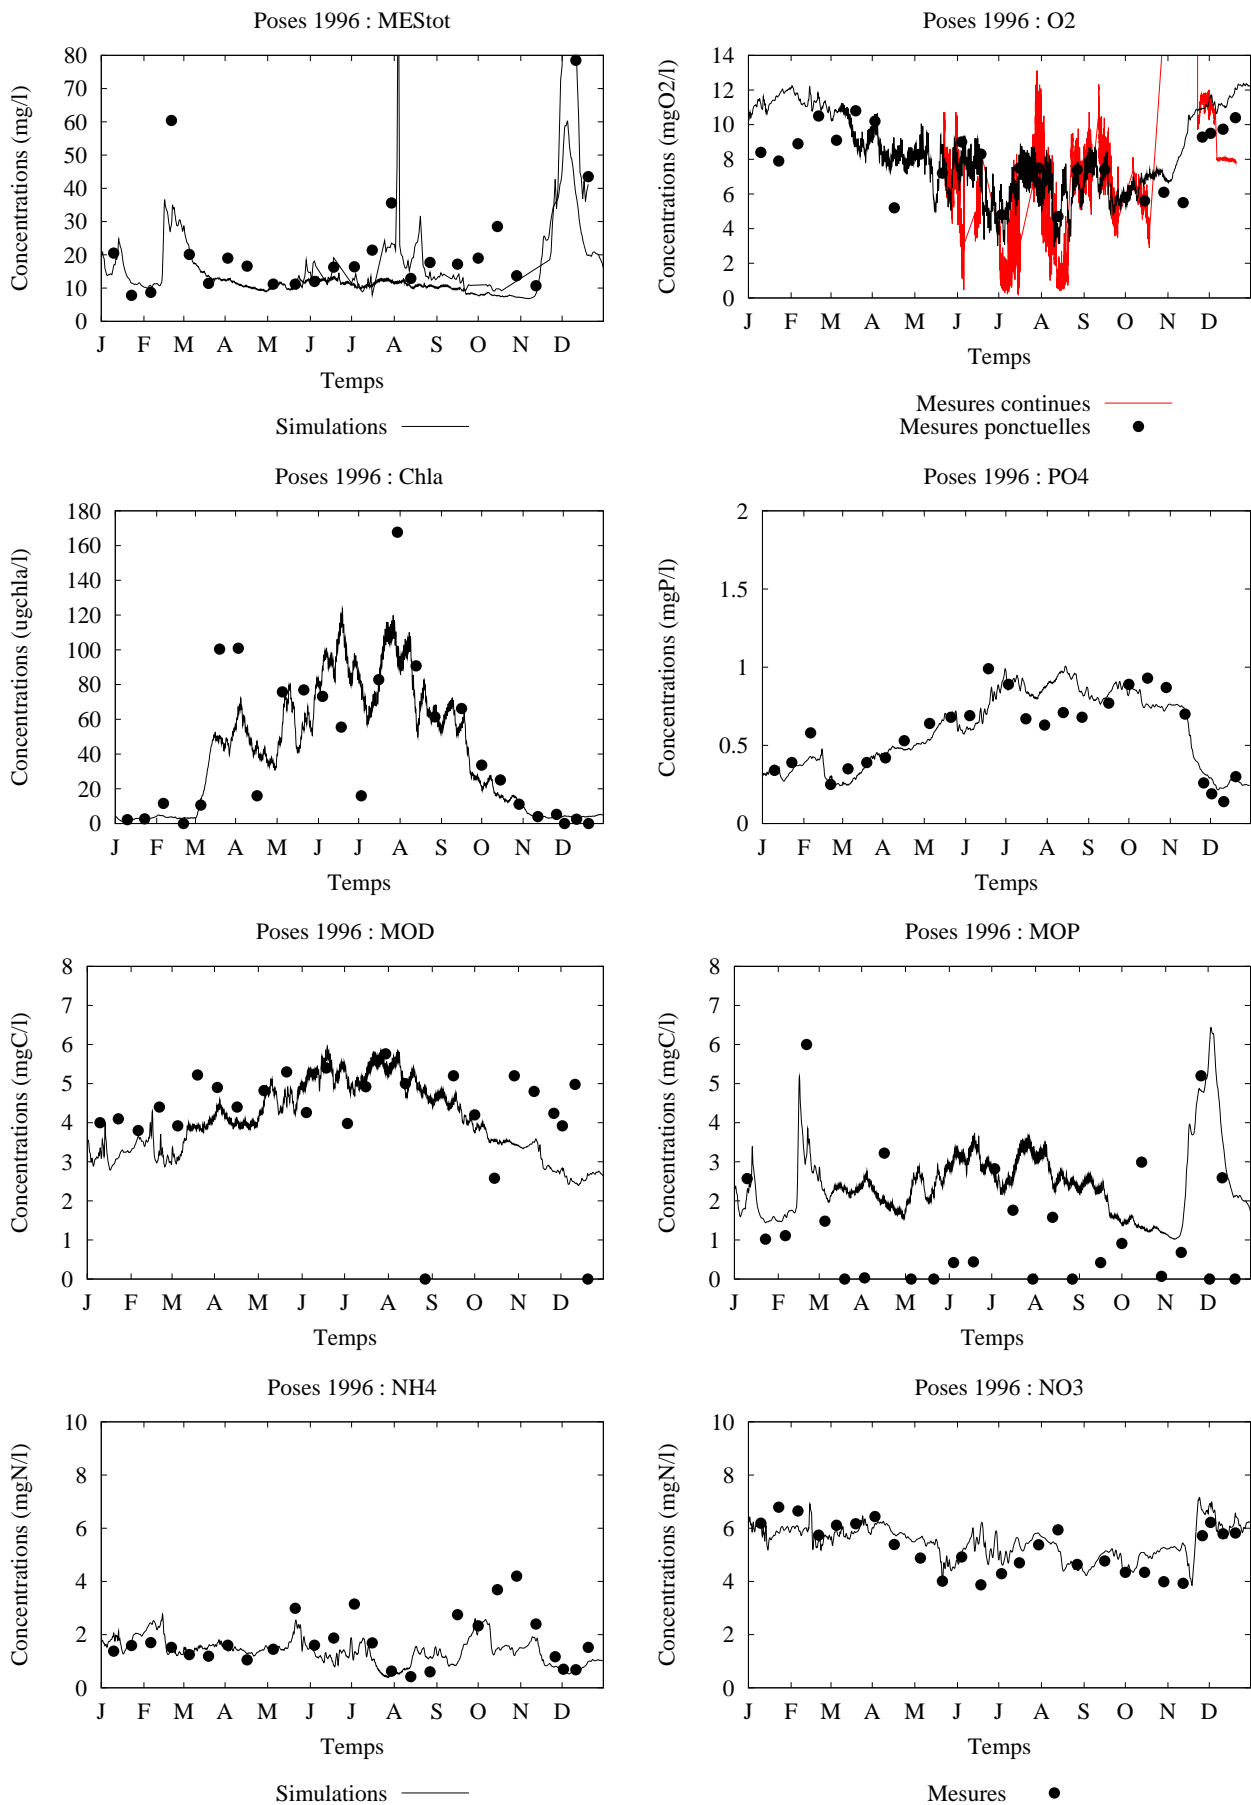 Poses 1996 : MEStot
Concentrations (mg/l)
80
70
60
50
40
30
20
10
0
J F M A M J J A S O N D
Temps
Simulations
Poses 1996 : O2
Concentrations (mgO2/l)
14
12
10
8
6
4
2
0
J F M A M J J A S O N D
Temps
Mesures continues
Mesures ponctuelles
Poses 1996 : Chla
Concentrations (ugchla/l)
180
160
140
120
100
80
60
40
20
0
J F M A M J J A S O N D
Temps
Poses 1996 : PO4
Concentrations (mgP/l)
2
1.5
1
0.5
0
J F M A M J J A S O N D
Temps
Poses 1996 : MOD
Concentrations (mgC/l)
8
7
6
5
4
3
2
1
0
J F M A M J J A S O N D
Temps
Poses 1996 : MOP
Concentrations (mgC/l)
8
7
6
5
4
3
2
1
0
J F M A M J J A S O N D
Temps
Poses 1996 : NH4
Concentrations (mgN/l)
10
8
6
4
2
0
J F M A M J J A S O N D
Temps
Simulations
Poses 1996 : NO3
Concentrations (mgN/l)
10
8
6
4
2
0
J F M A M J J A S O N D
Temps
Mesures